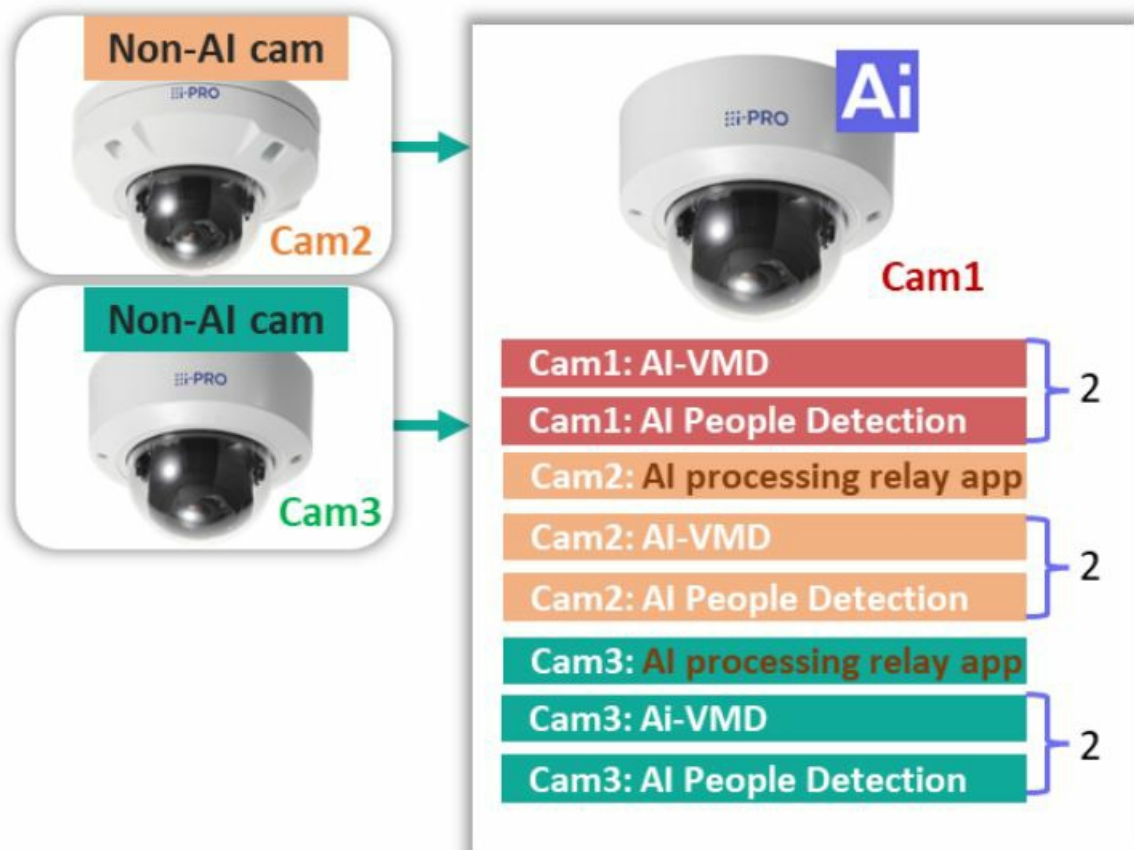 Non-AI cam
i-PRO
Cam2
Non-AI cam
i-PRO
Cam3
i-PRO
Ai
Cam1
Cam1: AI-VMD
Cam1: AI People Detection
2
Cam2: AI processing relay app
Cam2: AI-VMD
Cam2: AI People Detection
2
Cam3: AI processing relay app
Cam3: Ai-VMD
Cam3: AI People Detection
2